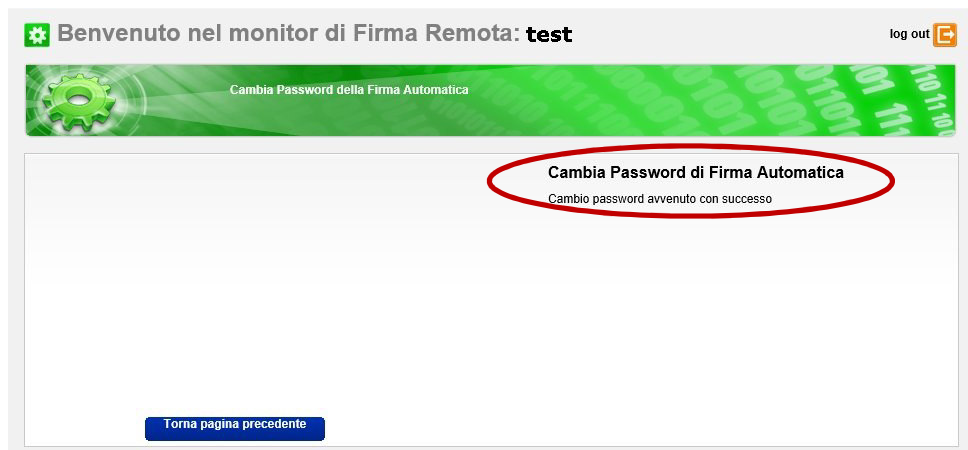 Benvenuto nel monitor di Firma Remota: test
log out
Cambia Password della Firma Automatica
Cambia Password di Firma Automatica
Cambio password avvenuto con successo
Torna pagina precedente